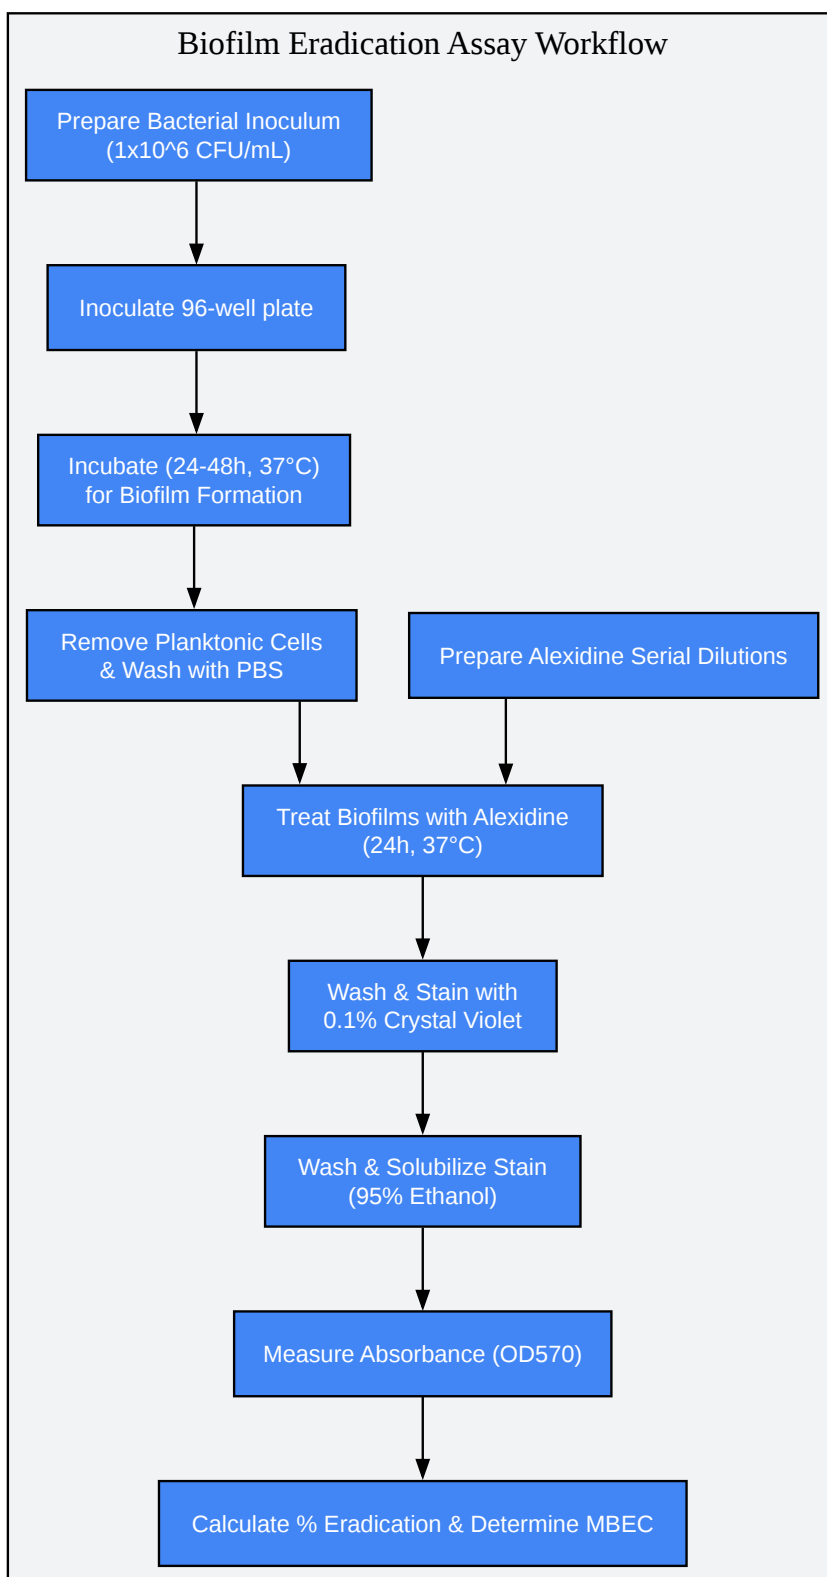 Biofilm Eradication Assay Workflow
Prepare Bacterial Inoculum
(1x10^6 CFU/mL)
Inoculate 96-well plate
Incubate (24-48h, 37°C)
for Biofilm Formation
Remove Planktonic Cells
& Wash with PBS
Prepare Alexidine Serial Dilutions
Treat Biofilms with Alexidine
(24h, 37°C)
Wash & Stain with
0.1% Crystal Violet
Wash & Solubilize Stain
(95% Ethanol)
Measure Absorbance (OD570)
Calculate % Eradication & Determine MBEC